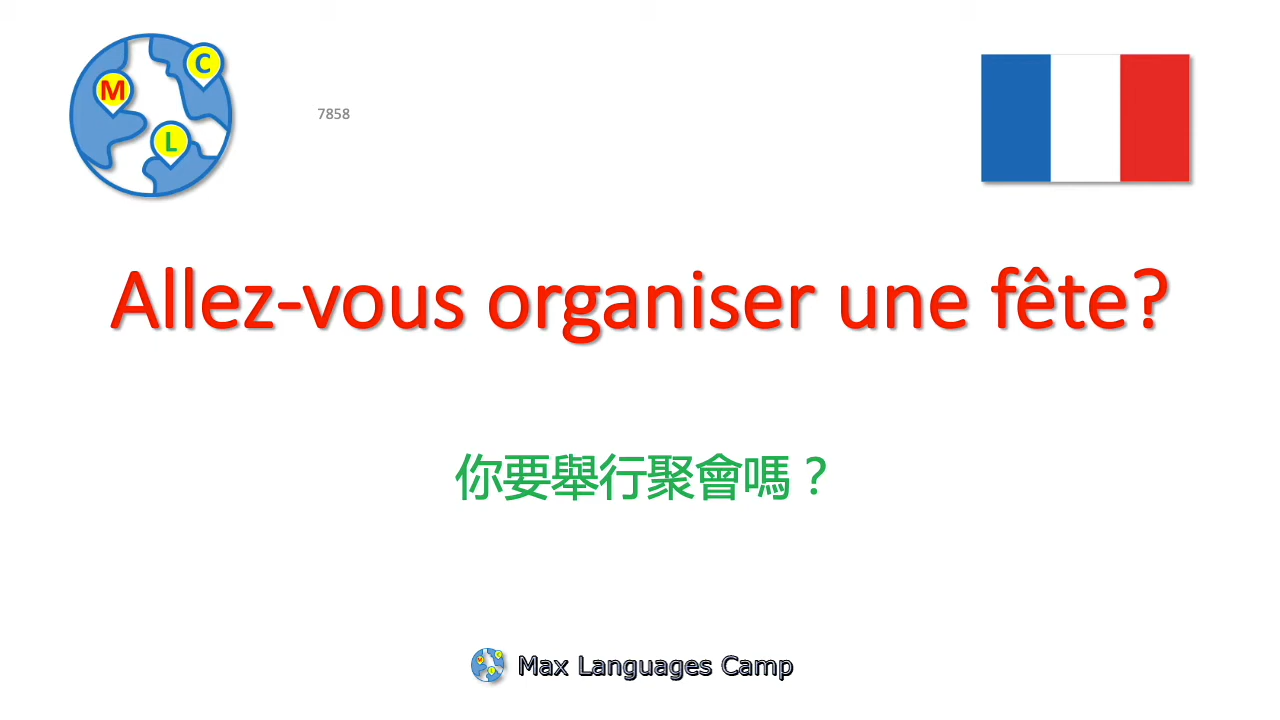 M
C
L
7858
Allez-vous organiser une fête?
你要舉行聚會嗎？
Max Languages Camp